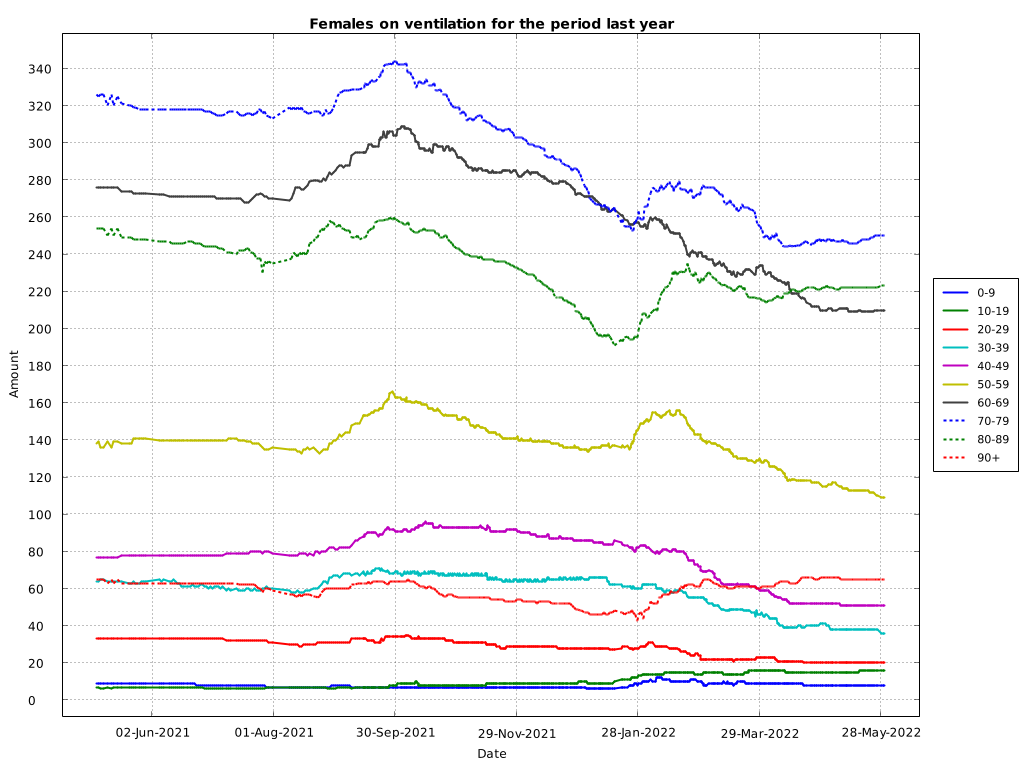 Females on ventilation for the period last year
340
320
300
280
260
240
220
200
180
160
140
120
100
80
60
40
20
0
Amount
02-Jun-2021
01-Aug-2021
30-Sep-2021
29-Nov-2021
28-Jan-2022
29-Mar-2022
28-May-2022
Date
0-9
10-19
20-29
30-39
40-49
50-59
60-69
70-79
80-89
90+